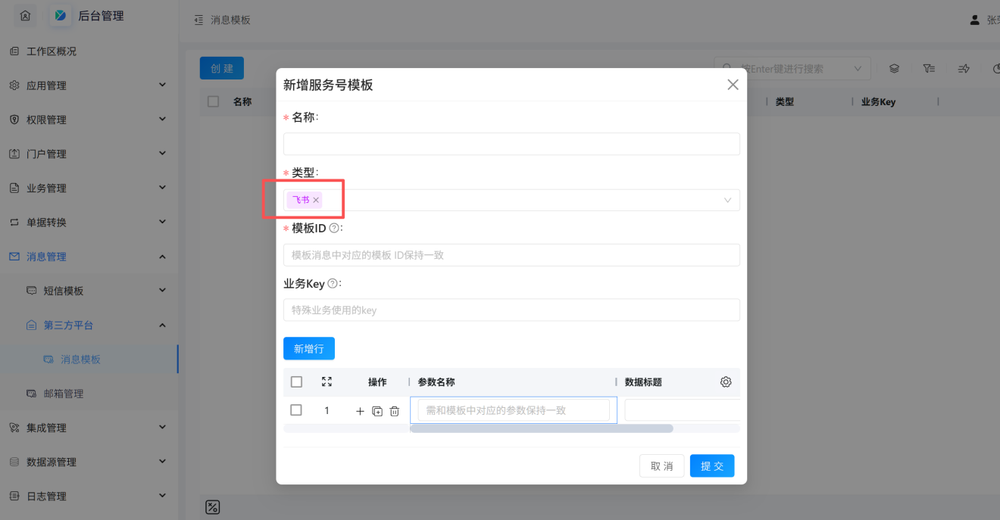 后台管理
消息模板
工作区概况
应用管理
权限管理
门户管理
业务管理
单据转换
消息管理
短信模板
第三方平台
消息模板
邮箱管理
集成管理
数据源管理
日志管理
创 建
按Enter键进行搜索
名称
类型
业务Key
新增服务号模板
* 名称:
* 类型:
飞书 ×
* 模板ID ?:
模板消息中对应的模板 ID保持一致
业务Key ?:
特殊业务使用的key
新增行
操作
参数名称
数据标题
1
需和模板中对应的参数保持一致
取 消
提 交